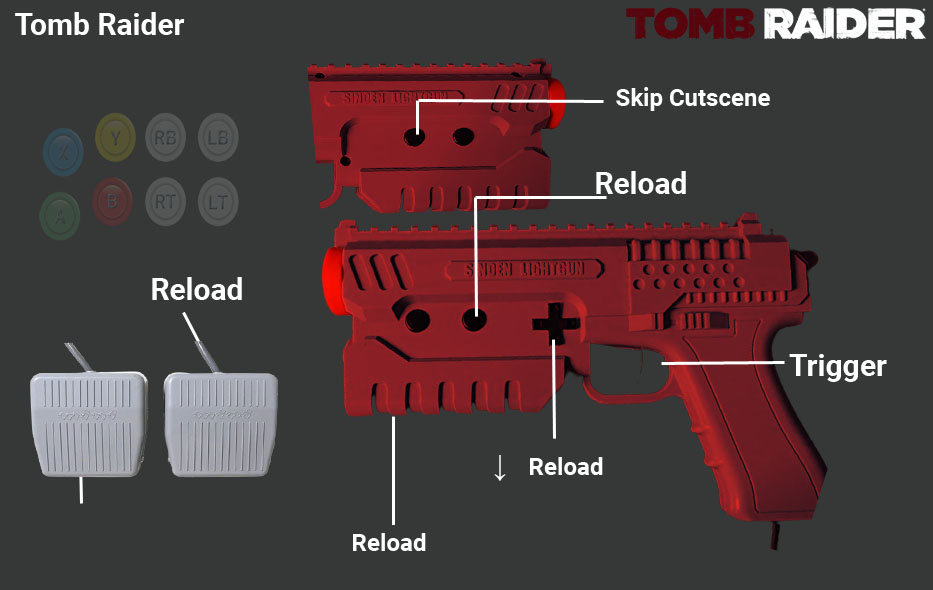 Tomb Raider
TOMB RAIDER
SINDEN LIGHTGUN
Skip Cutscene
X
Y
RB
LB
A
B
RT
LT
Reload
SINDEN LIGHTGUN
Reload
Trigger
↓ Reload
Reload